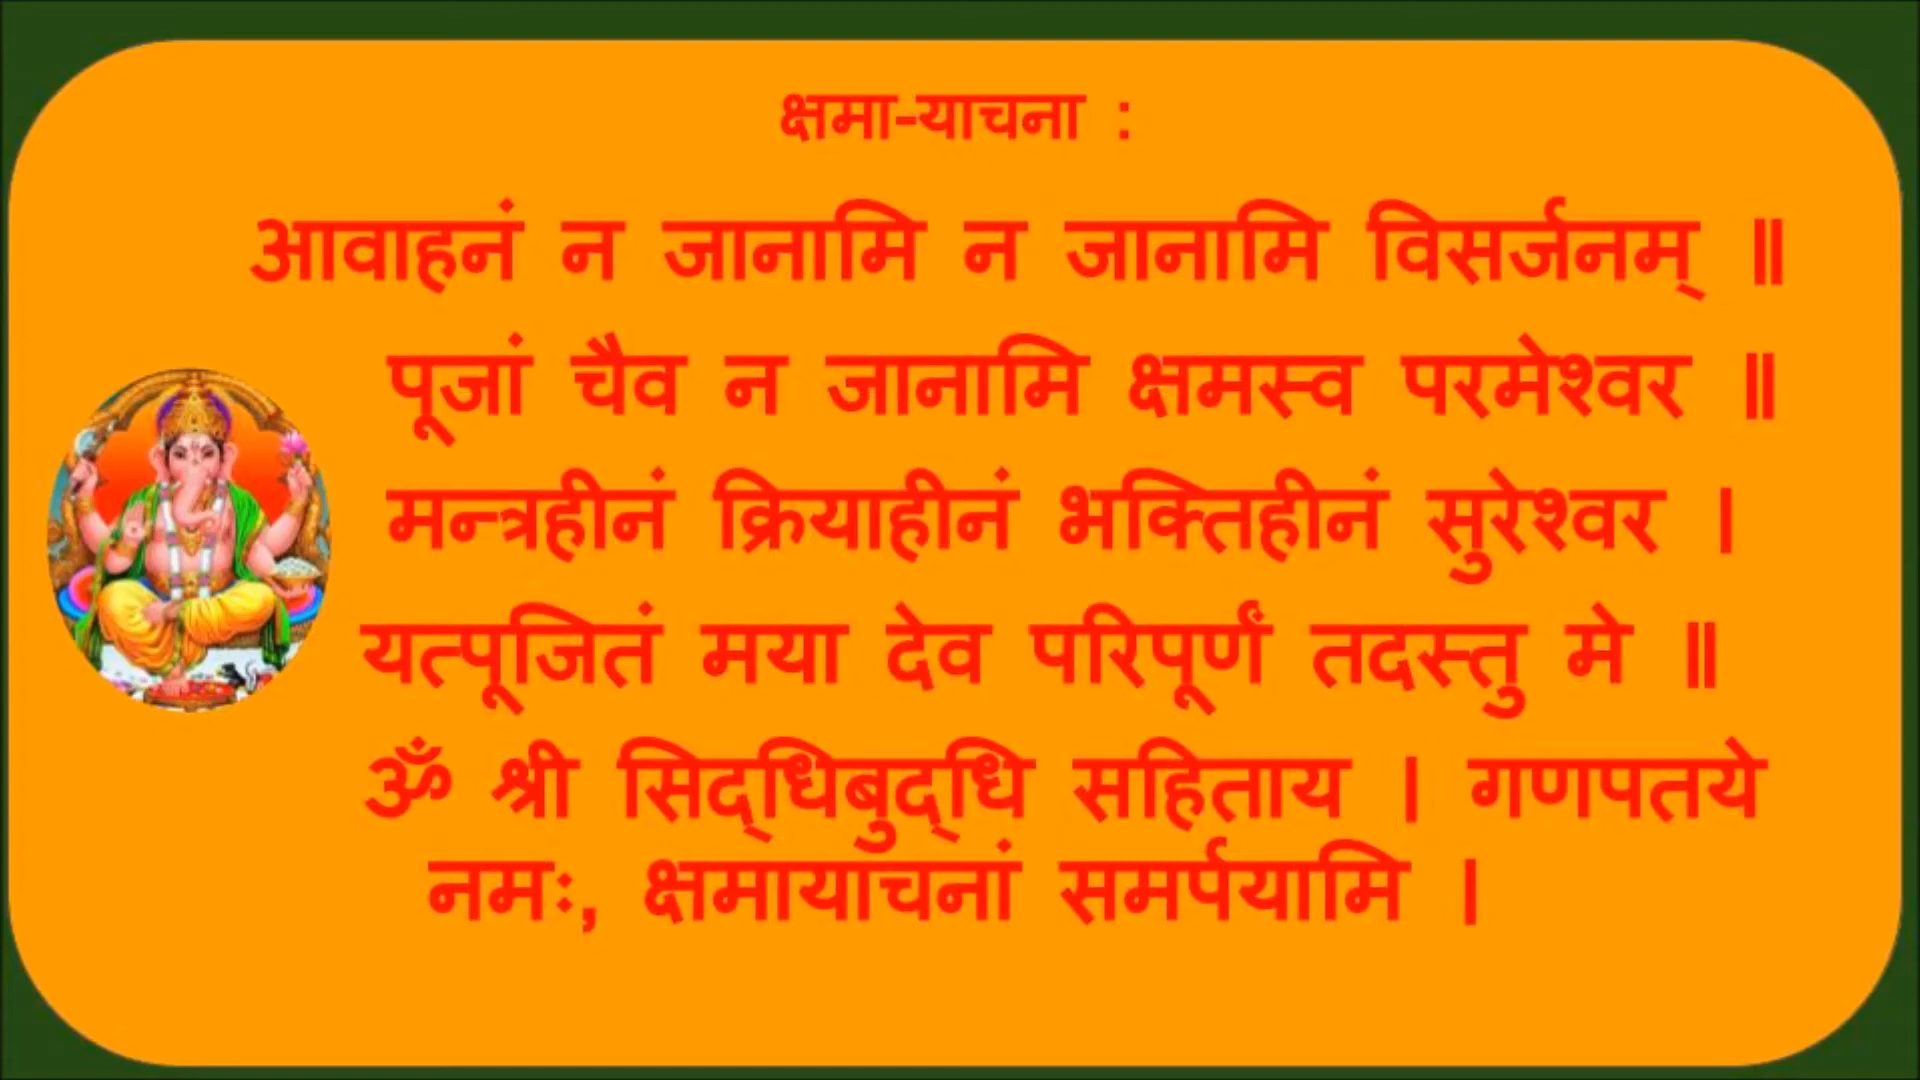 क्षमा-याचना :
आवाहनं न जानामि न जानामि विसर्जनम् ॥
पूजां चैव न जानामि क्षमस्व परमेश्वर ॥
मन्त्रहीनं क्रियाहीनं भक्तिहीनं सुरेश्वर ।
यत्पूजितं मया देव परिपूर्णं तदस्तु मे ॥
ॐ श्री सिद्‌धिबुद्‌धि सहिताय । गणपतये
नमः, क्षमायाचनां समर्पयामि ।